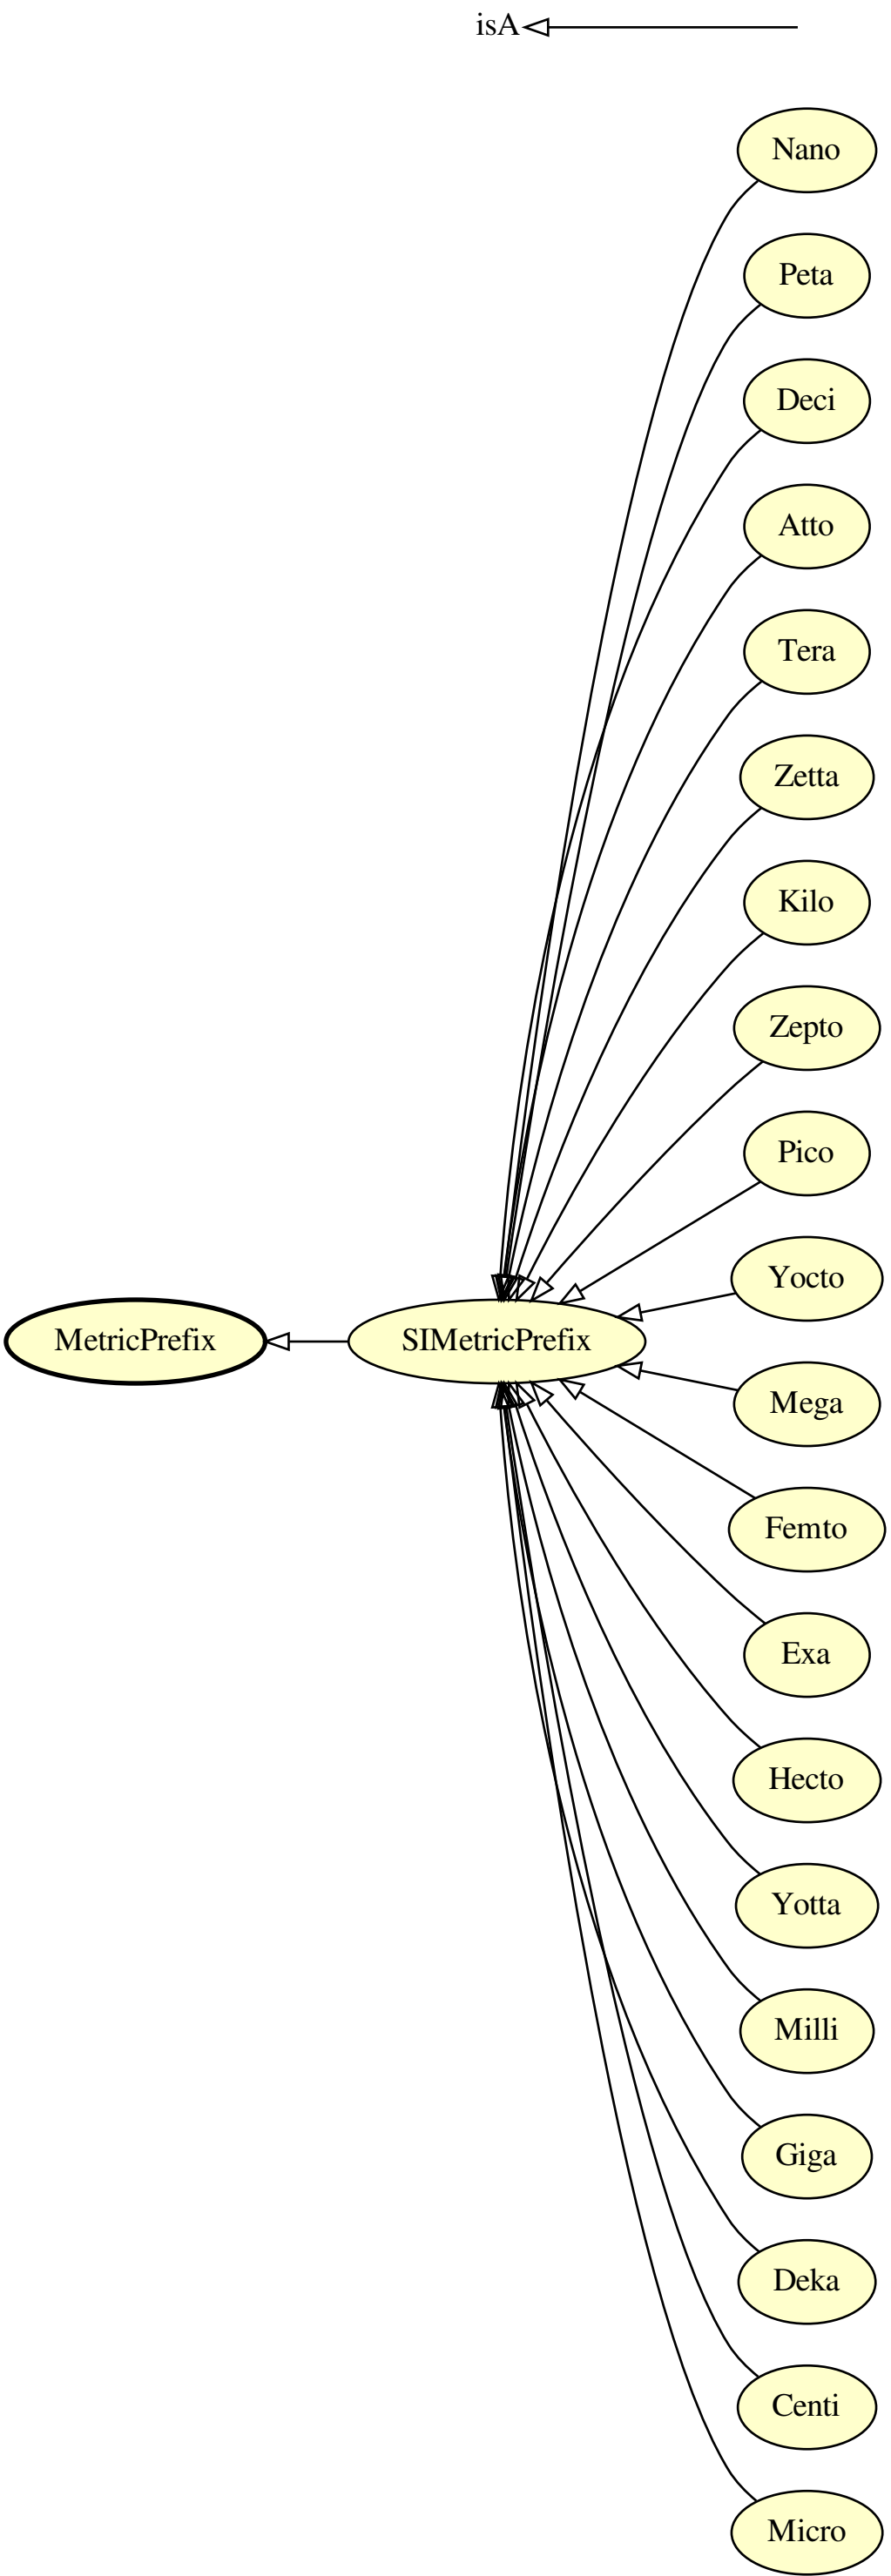 isA
Nano
Peta
Deci
Atto
Tera
Zetta
Kilo
Zepto
Pico
Yocto
MetricPrefix
SIMetricPrefix
Mega
Femto
Exa
Hecto
Yotta
Milli
Giga
Deka
Centi
Micro